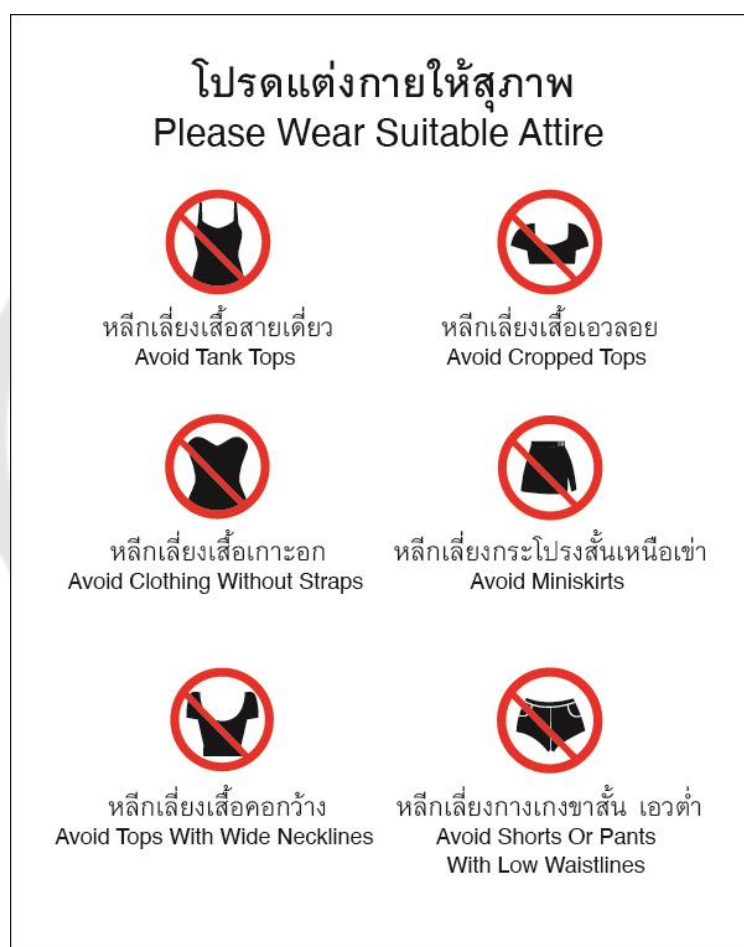 โปรดแต่งกายให้สุภาพ
Please Wear Suitable Attire
หลีกเลี่ยงเสื้อสายเดี่ยว
Avoid Tank Tops
หลีกเลี่ยงเสื้อเอวลอย
Avoid Cropped Tops
หลีกเลี่ยงเสื้อเกาะอก
Avoid Clothing Without Straps
หลีกเลี่ยงกระโปรงสั้นเหนือเข่า
Avoid Miniskirts
หลีกเลี่ยงเสื้อคอกว้าง
Avoid Tops With Wide Necklines
หลีกเลี่ยงกางเกงขาสั้น เอวต่ำ
Avoid Shorts Or Pants
With Low Waistlines